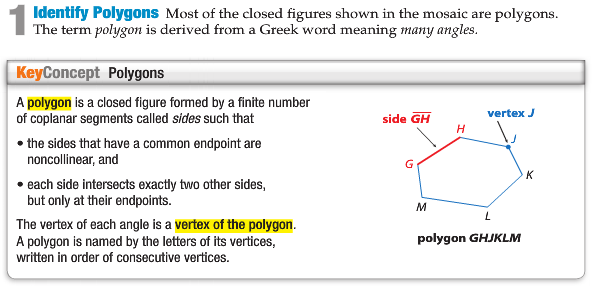 1 Identify Polygons Most of the closed figures shown in the mosaic are polygons.
The term polygon is derived from a Greek word meaning many angles.
KeyConcept Polygons
A polygon is a closed figure formed by a finite number
of coplanar segments called sides such that
• the sides that have a common endpoint are
noncollinear, and
• each side intersects exactly two other sides,
but only at their endpoints.
The vertex of each angle is a vertex of the polygon.
A polygon is named by the letters of its vertices,
written in order of consecutive vertices.
side GH
vertex J
H
J
G
K
M
L
polygon GHJKLM